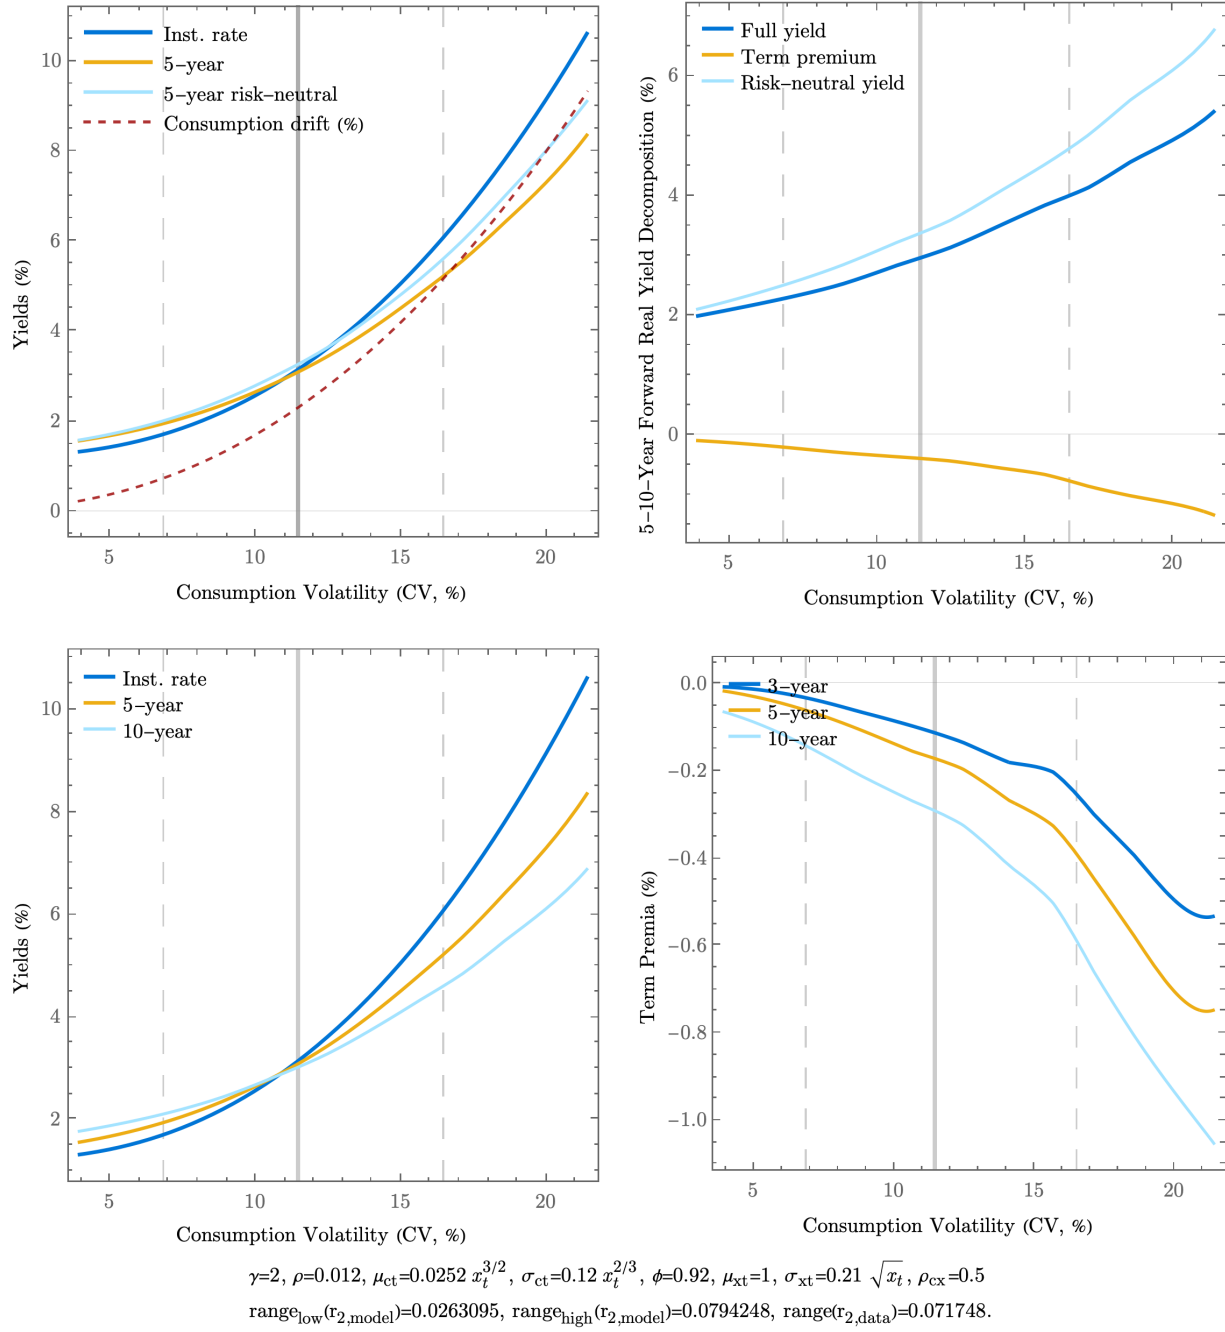 Inst. rate
5–year
5–year risk–neutral
Consumption drift (%)
10
8
6
4
2
0
Yields (%)
5 10 15 20
Consumption Volatility (CV, %)
Full yield
Term premium
Risk–neutral yield
6
4
2
0
5–10–Year Forward Real Yield Decomposition (%)
5 10 15 20
Consumption Volatility (CV, %)
Inst. rate
5–year
10–year
10
8
6
4
2
Yields (%)
5 10 15 20
Consumption Volatility (CV, %)
3–year
5–year
10–year
0.0
−0.2
−0.4
−0.6
−0.8
−1.0
Term Premia (%)
5 10 15 20
Consumption Volatility (CV, %)
γ=2, ρ=0.012, μ_ct=0.0252 x_t^{3/2}, σ_ct=0.12 x_t^{2/3}, ϕ=0.92, μ_xt=1, σ_xt=0.21 √x_t, ρ_cx=0.5
range_low(r_{2,model})=0.0263095, range_high(r_{2,model})=0.0794248, range(r_{2,data})=0.071748.